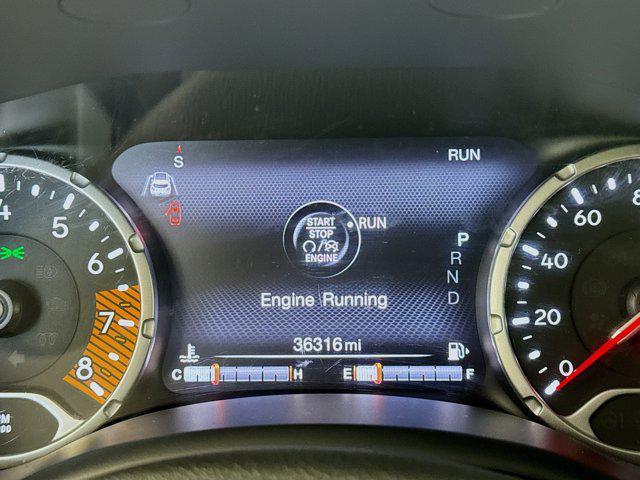 S
RUN
START
STOP
ENGINE
RUN
P
R
N
D
Engine Running
36316 mi
C H
E F
4
5
6
7
8
0
20
40
60